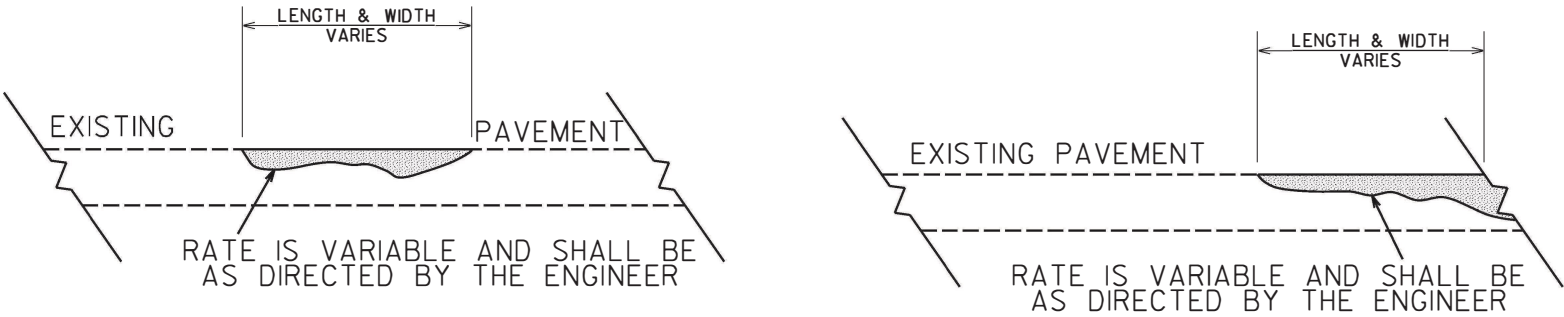 LENGTH & WIDTH
VARIES
EXISTING PAVEMENT
RATE IS VARIABLE AND SHALL BE
AS DIRECTED BY THE ENGINEER
LENGTH & WIDTH
VARIES
EXISTING PAVEMENT
RATE IS VARIABLE AND SHALL BE
AS DIRECTED BY THE ENGINEER